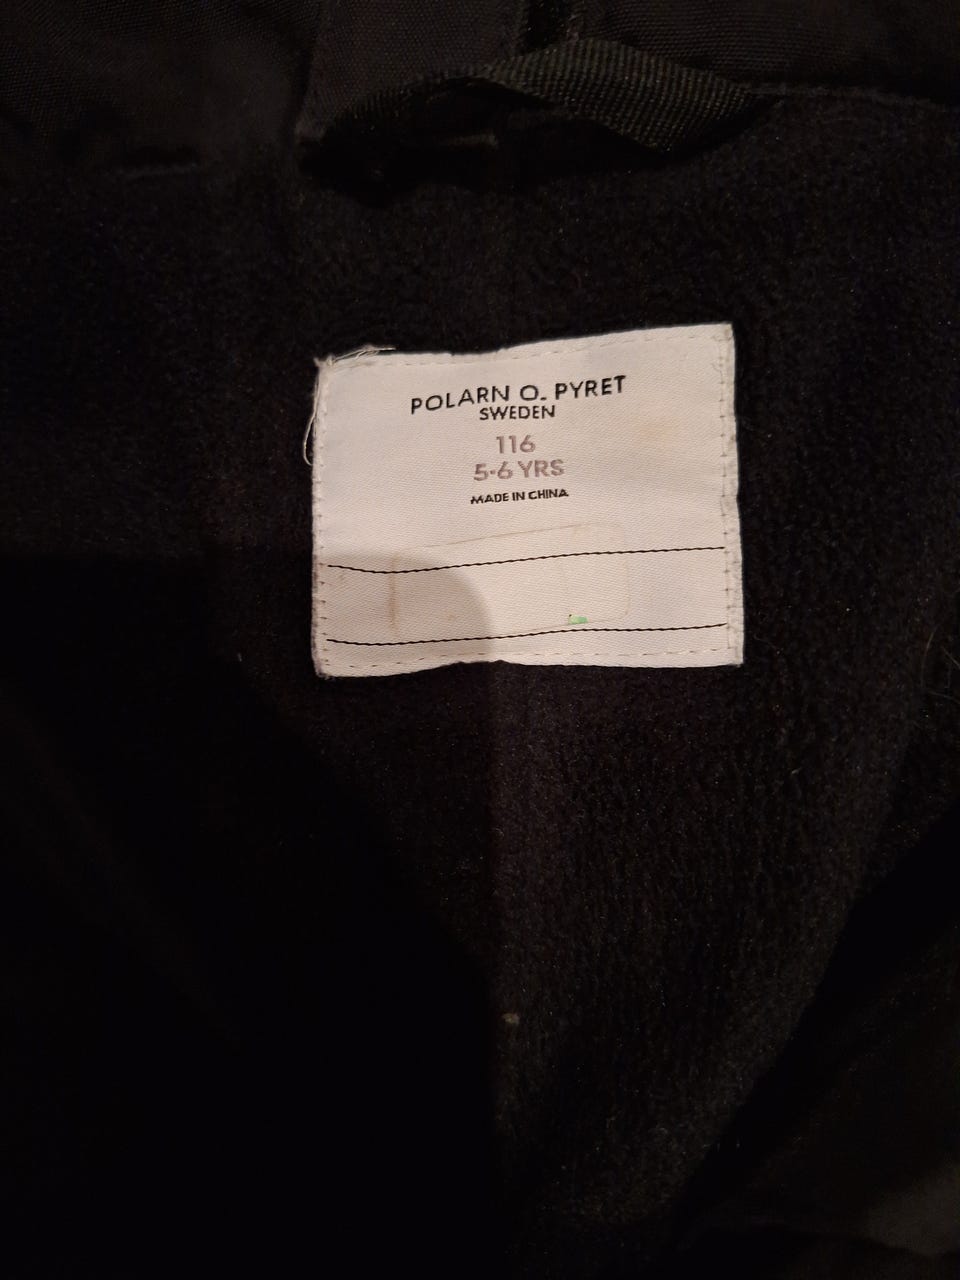 POLARN O. PYRET
SWEDEN
116
5-6 YRS
MADE IN CHINA